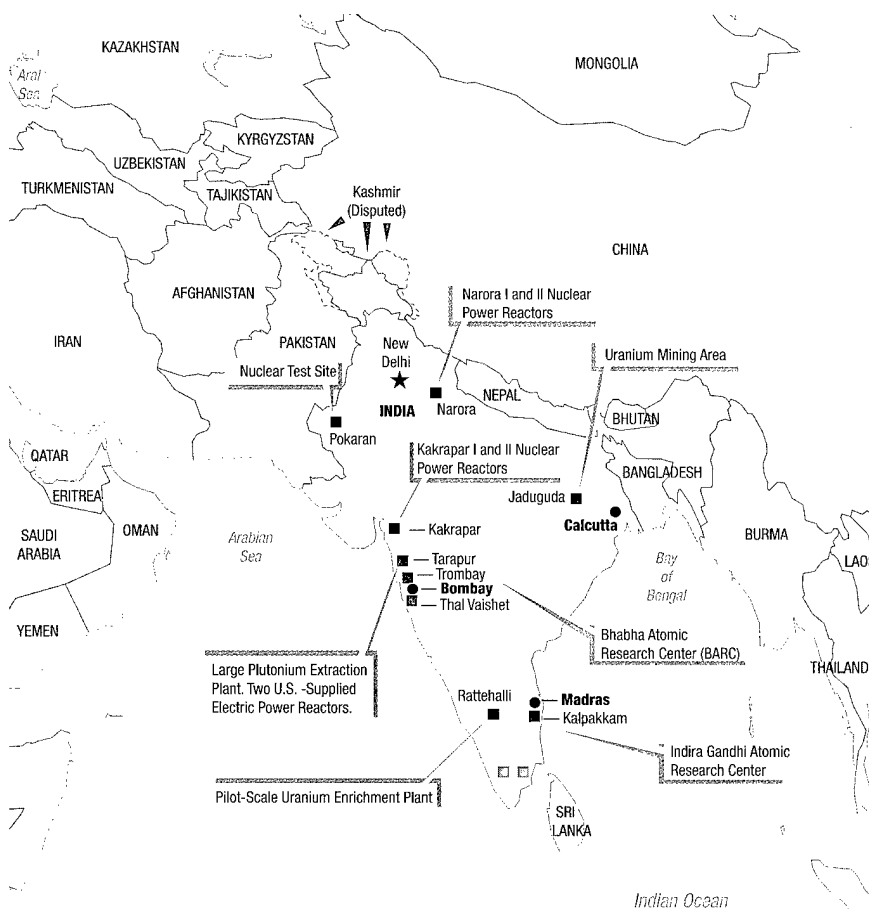 KAZAKHSTAN
MONGOLIA
Aral
Sea
KYRGYZSTAN
UZBEKISTAN
TURKMENISTAN
TAJIKISTAN
Kashmir
(Disputed)
CHINA
AFGHANISTAN
Narora I and II Nuclear
Power Reactors
IRAN
PAKISTAN
New
Delhi
Uranium Mining Area
Nuclear Test Site
INDIA
Narora
NEPAL
BHUTAN
Pokaran
Kakrapar I and II Nuclear
Power Reactors
QATAR
BANGLADESH
ERITREA
Jaduguda
Calcutta
SAUDI
ARABIA
OMAN
Arabian
Sea
Kakrapar
BURMA
LAOS
Tarapur
Trombay
Bombay
Thal Vaishet
Bay
of
Bengal
YEMEN
Bhabha Atomic
Research Center (BARC)
Large Plutonium Extraction
Plant. Two U.S. -Supplied
Electric Power Reactors.
THAILAND
Rattehalli
Madras
Kalpakkam
Indira Gandhi Atomic
Research Center
Pilot-Scale Uranium Enrichment Plant
SRI
LANKA
Indian Ocean